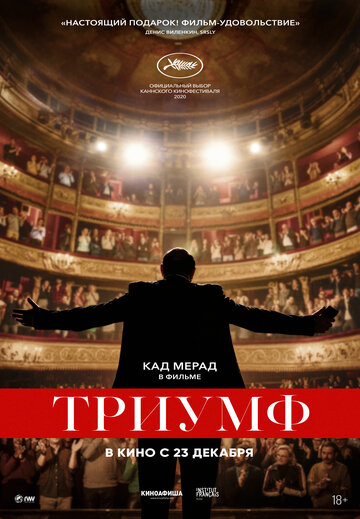 «НАСТОЯЩИЙ ПОДАРОК! ФИЛЬМ-УДОВОЛЬСТВИЕ»
ДЕНИС ВИЛЕНКИН, SRSLY
ОФИЦИАЛЬНЫЙ ВЫБОР
КАННСКОГО КИНОФЕСТИВАЛЯ
2020
КАД МЕРАД
В ФИЛЬМЕ
ТРИУМФ
В КИНО С 23 ДЕКАБРЯ
КИНОАФИША
INSTITUT
FRANÇAIS
18+